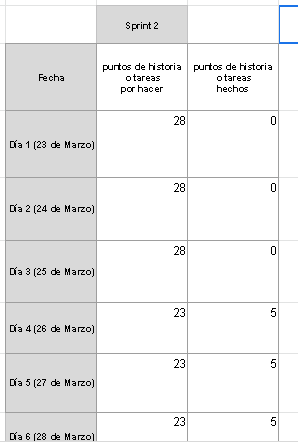 Sprint 2
Fecha
puntos de historia
o tareas
por hacer
puntos de historia
o tareas
hechos
Día 1 (23 de Marzo)
28
0
Día 2 (24 de Marzo)
28
0
Día 3 (25 de Marzo)
28
0
Día 4 (26 de Marzo)
23
5
Día 5 (27 de Marzo)
23
5
Día 6 (28 de Marzo)
23
5